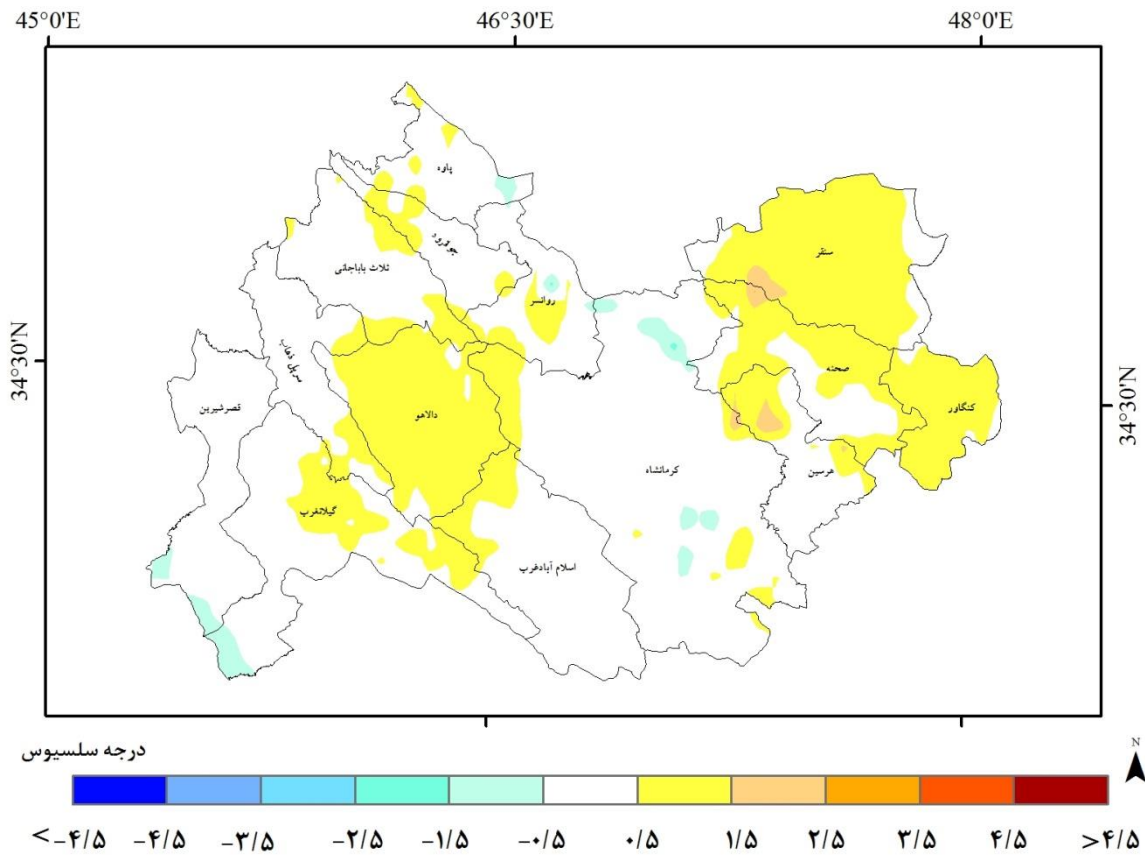 45°0'E 46°30'E 48°0'E
34°30'N
34°30'N
پاوه
جوانرود
ثلاث باباجانی
روانسر
سنقر
سرپل ذهاب
صحنه
کنگاور
قصرشیرین
دالاهو
کرمانشاه
هرسین
گیلانغرب
اسلام آبادغرب
درجه سلسیوس
N
<-۴/۵ -۴/۵ -۳/۵ -۲/۵ -۱/۵ -۰/۵ ۰/۵ ۱/۵ ۲/۵ ۳/۵ ۴/۵ >۴/۵